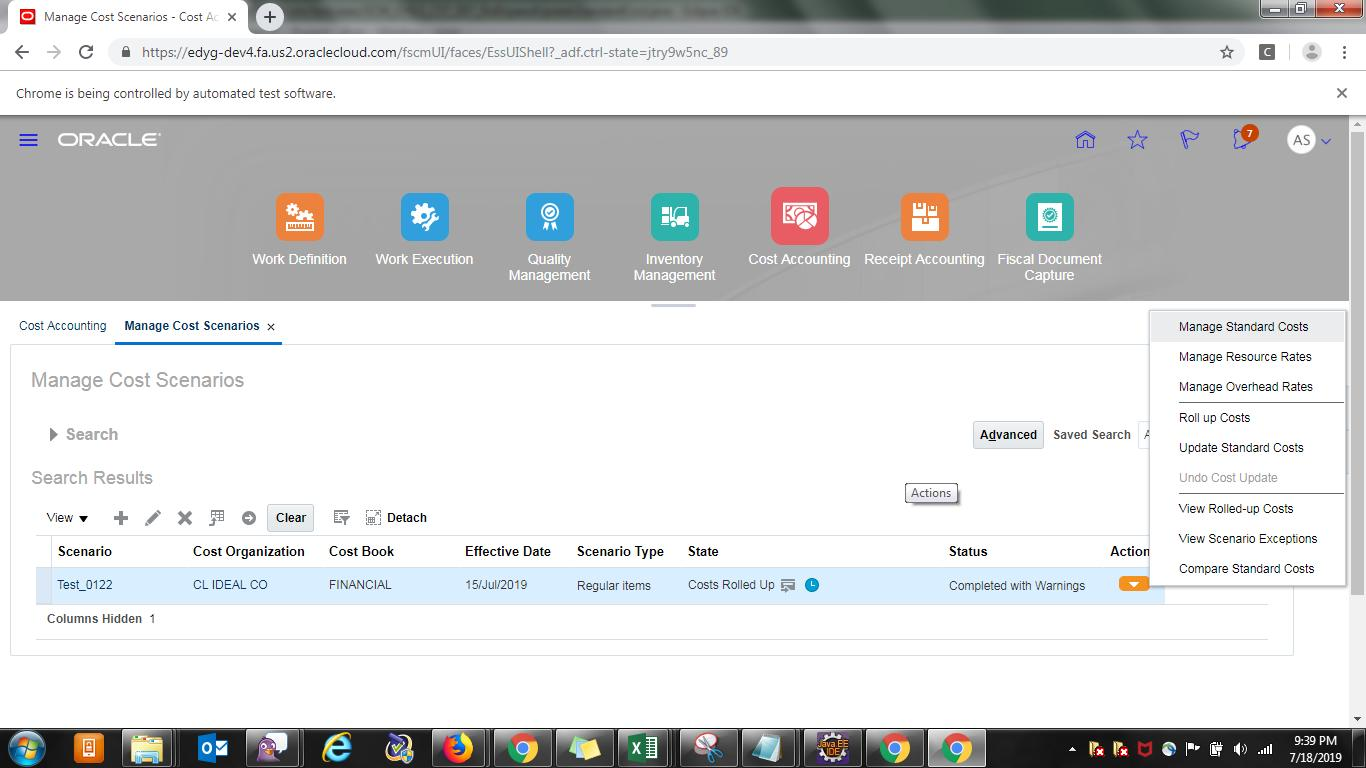 Manage Cost Scenarios - Cost Ac
https://edyg-dev4.fa.us2.oraclecloud.com/fscmUI/faces/EssUIShell?_adf.ctrl-state=jtry9w5nc_89
C
Chrome is being controlled by automated test software.
ORACLE
7
AS
Work Definition
Work Execution
Quality Management
Inventory Management
Cost Accounting
Receipt Accounting
Fiscal Document Capture
Cost Accounting
Manage Cost Scenarios
Manage Cost Scenarios
Search
Advanced
Saved Search
A
Search Results
Actions
View
Clear
Detach
Scenario Cost Organization Cost Book Effective Date Scenario Type State Status Action
Test_0122 CL IDEAL CO FINANCIAL 15/Jul/2019 Regular items Costs Rolled Up Completed with Warnings
Columns Hidden 1
Manage Standard Costs
Manage Resource Rates
Manage Overhead Rates
Roll up Costs
Update Standard Costs
Undo Cost Update
View Rolled-up Costs
View Scenario Exceptions
Compare Standard Costs
Java EE
IDE
9:39 PM
7/18/2019